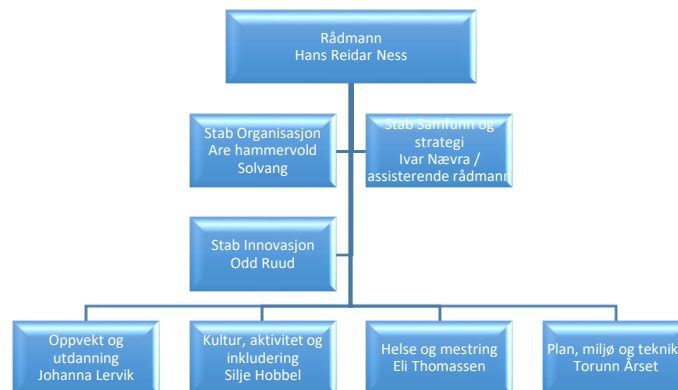 Rådmann
Hans Reidar Ness
Stab Organisasjon
Are hammervold
Solvang
Stab Samfunn og
strategi
Ivar Nævra /
assisterende rådmann
Stab Innovasjon
Odd Ruud
Oppvekt og
utdanning
Johanna Lervik
Kultur, aktivitet og
inkludering
Silje Hobbel
Helse og mestring
Eli Thomassen
Plan, miljø og teknik
Torunn Årset